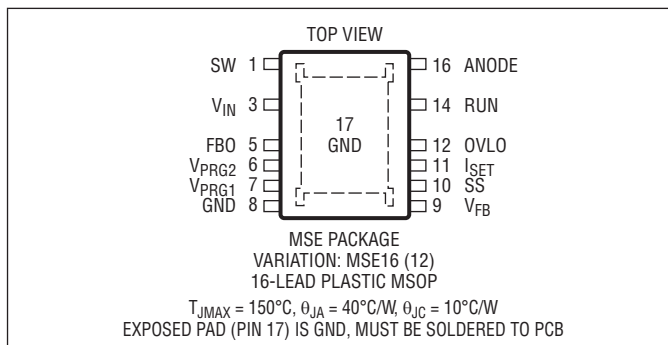 TOP VIEW
SW 1
16 ANODE
VIN 3
14 RUN
17
GND
FBO 5
12 OVLO
VPRG2 6
11 ISET
VPRG1 7
10 SS
GND 8
9 VFB
MSE PACKAGE
VARIATION: MSE16 (12)
16-LEAD PLASTIC MSOP
TJMAX = 150°C, θJA = 40°C/W, θJC = 10°C/W
EXPOSED PAD (PIN 17) IS GND, MUST BE SOLDERED TO PCB